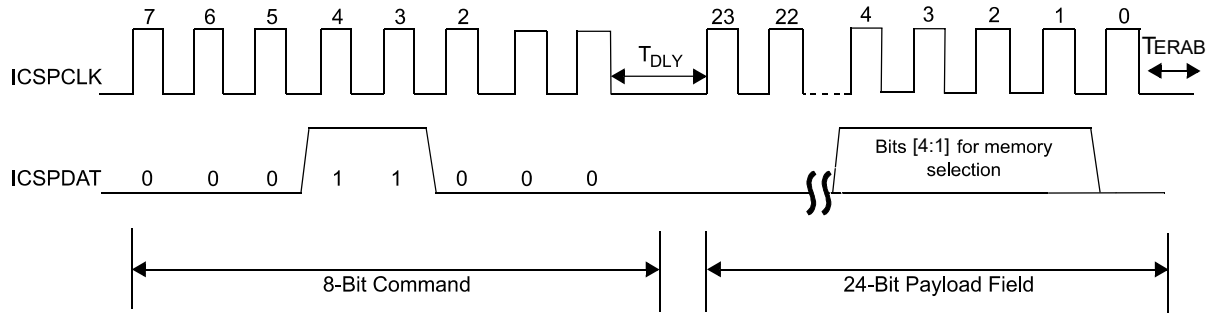 7 6 5 4 3 2 23 22 4 3 2 1 0
ICSPCLK TDLY TERAB
ICSPDAT 0 0 0 1 1 0 0 0 Bits [4:1] for memory
selection
8-Bit Command 24-Bit Payload Field